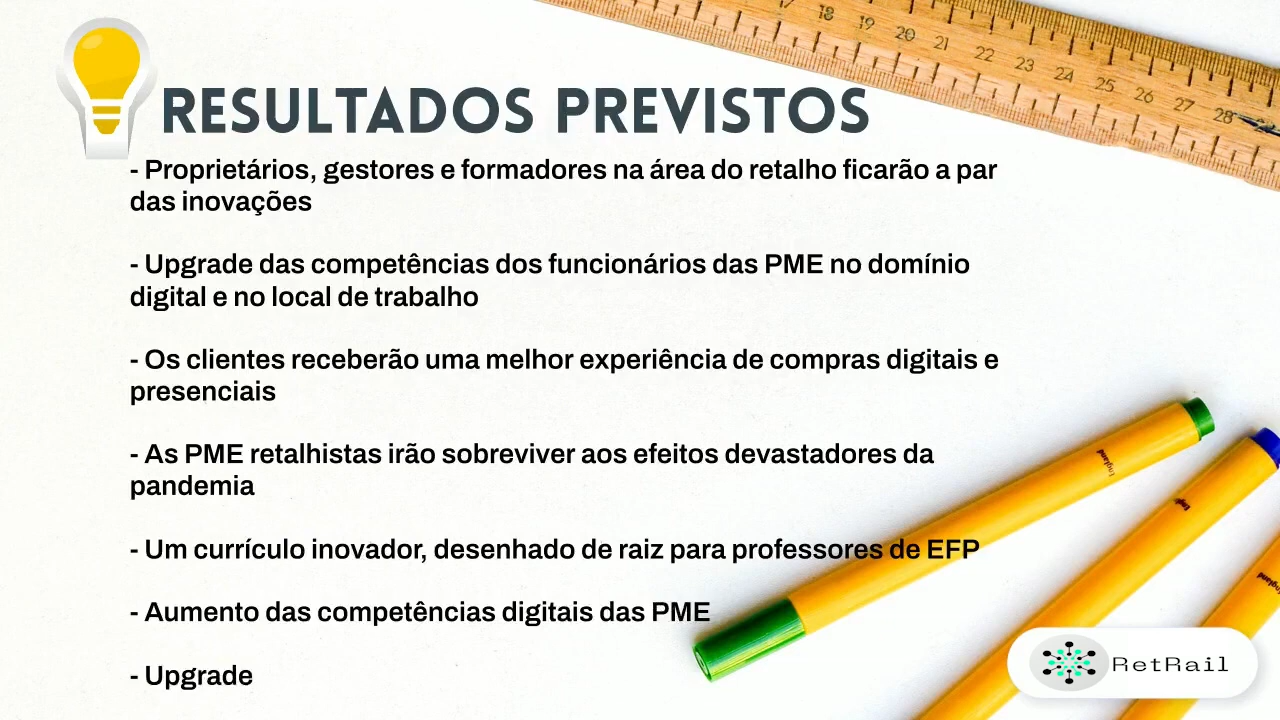 17 18 19 20 21 22 23 24 25 26 27 28
RESULTADOS PREVISTOS
- Proprietários, gestores e formadores na área do retalho ficarão a par
das inovações
- Upgrade das competências dos funcionários das PME no domínio
digital e no local de trabalho
- Os clientes receberão uma melhor experiência de compras digitais e
presenciais
- As PME retalhistas irão sobreviver aos efeitos devastadores da
pandemia
- Um currículo inovador, desenhado de raiz para professores de EFP
- Aumento das competências digitais das PME
- Upgrade
England
England
RetRail